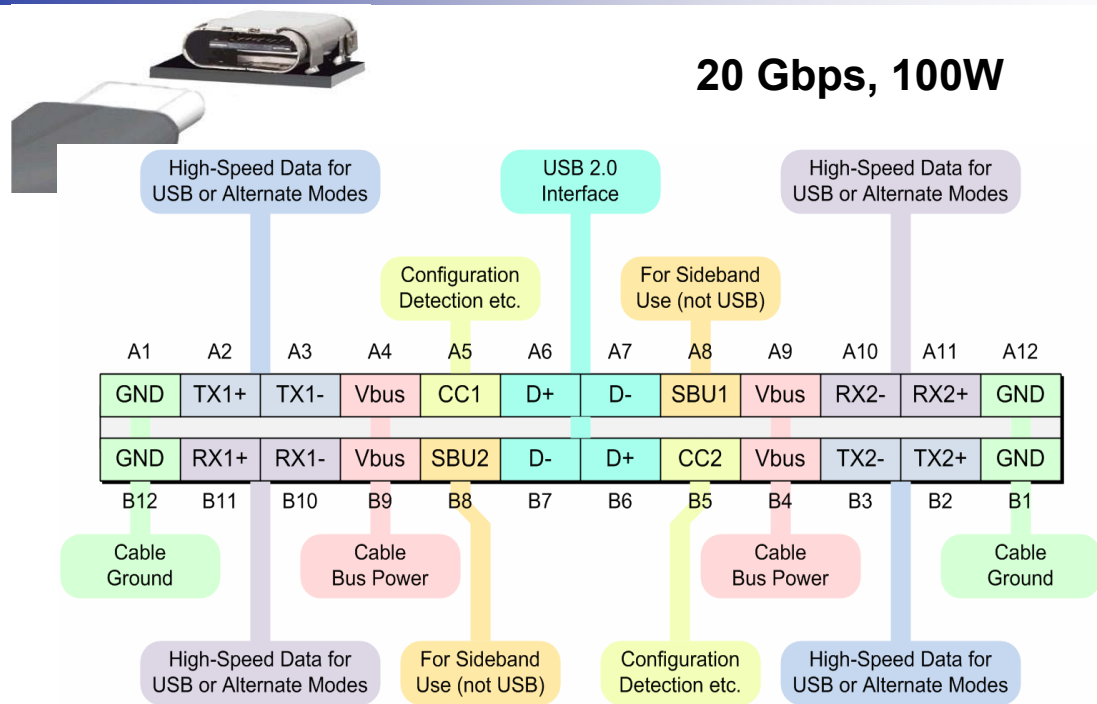 20 Gbps, 100W
High-Speed Data for
USB or Alternate Modes
USB 2.0
Interface
High-Speed Data for
USB or Alternate Modes
Configuration
Detection etc.
For Sideband
Use (not USB)
A1 A2 A3 A4 A5 A6 A7 A8 A9 A10 A11 A12
GND TX1+ TX1- Vbus CC1 D+ D- SBU1 Vbus RX2- RX2+ GND
GND RX1+ RX1- Vbus SBU2 D- D+ CC2 Vbus TX2- TX2+ GND
B12 B11 B10 B9 B8 B7 B6 B5 B4 B3 B2 B1
Cable
Ground
Cable
Bus Power
Cable
Bus Power
Cable
Ground
High-Speed Data for
USB or Alternate Modes
For Sideband
Use (not USB)
Configuration
Detection etc.
High-Speed Data for
USB or Alternate Modes